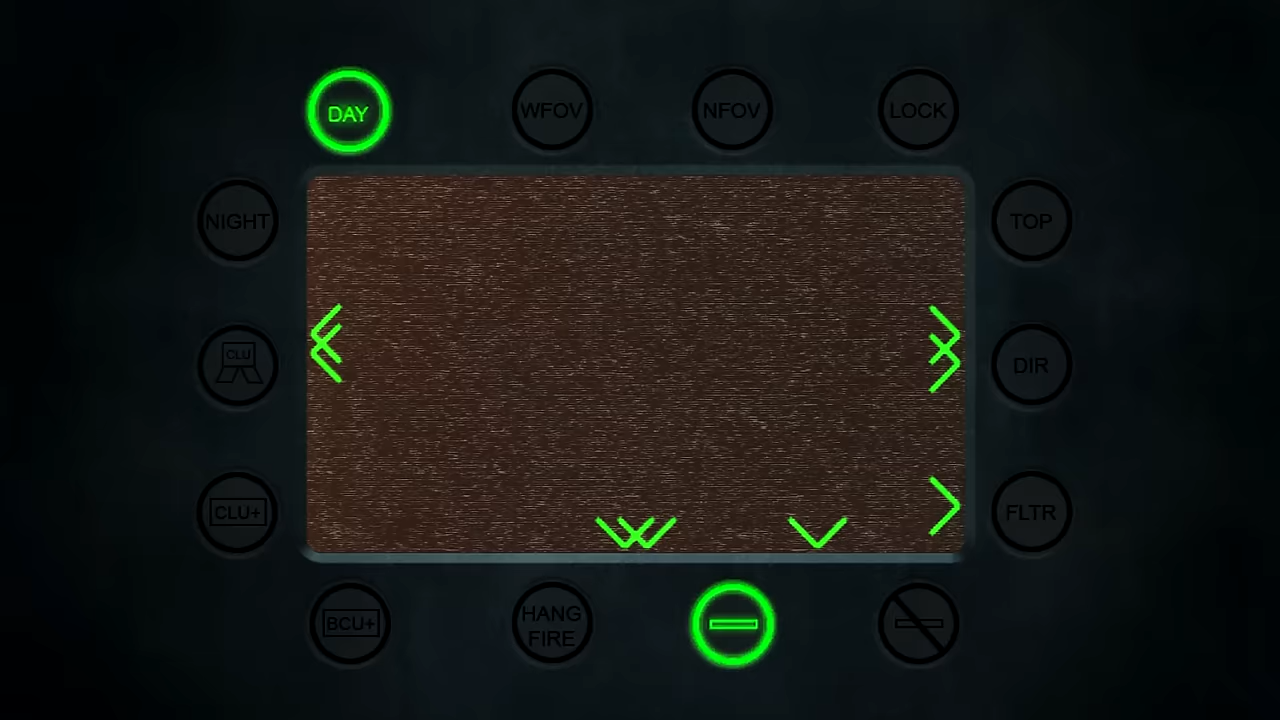 DAY
WFOV
NFOV
LOCK
NIGHT
TOP
CLU
DIR
CLU+
FLTR
BCU+
HANG
FIRE